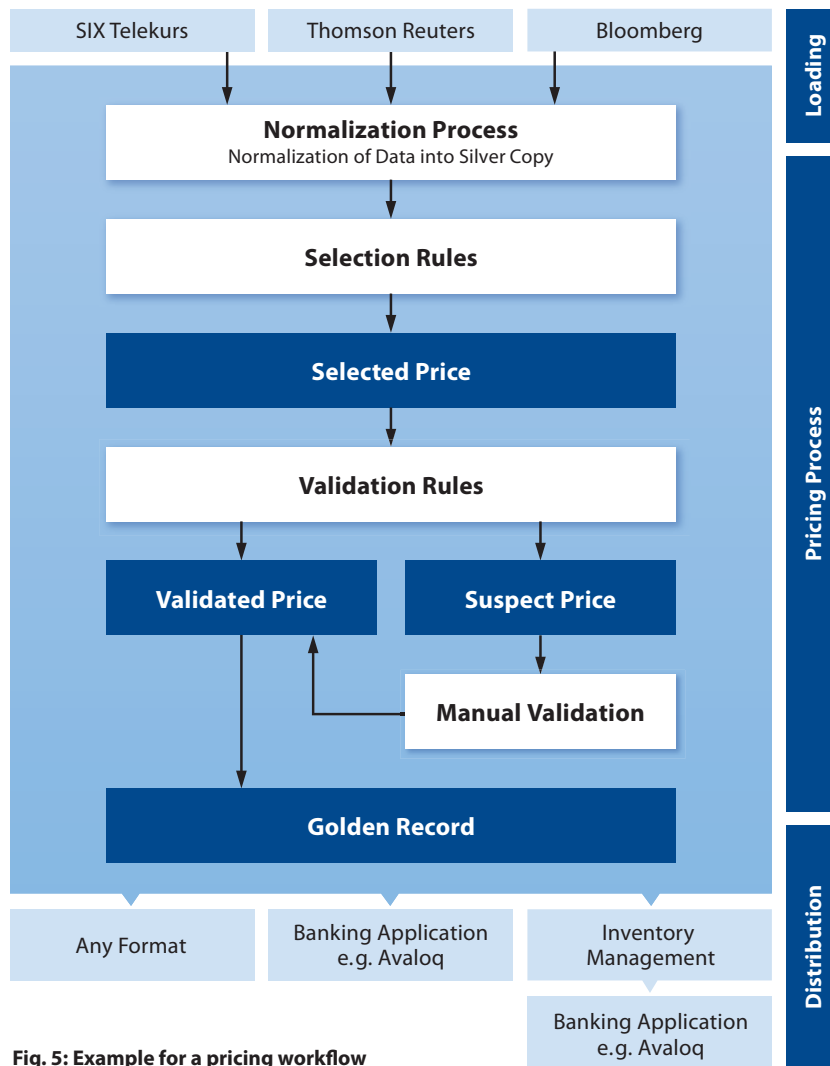 SIX Telekurs
Thomson Reuters
Bloomberg
Loading
Normalization Process
Normalization of Data into Silver Copy
Selection Rules
Selected Price
Validation Rules
Validated Price
Suspect Price
Manual Validation
Golden Record
Pricing Process
Any Format
Banking Application
e.g. Avaloq
Inventory
Management
Banking Application
e.g. Avaloq
Distribution
Fig. 5: Example for a pricing workflow